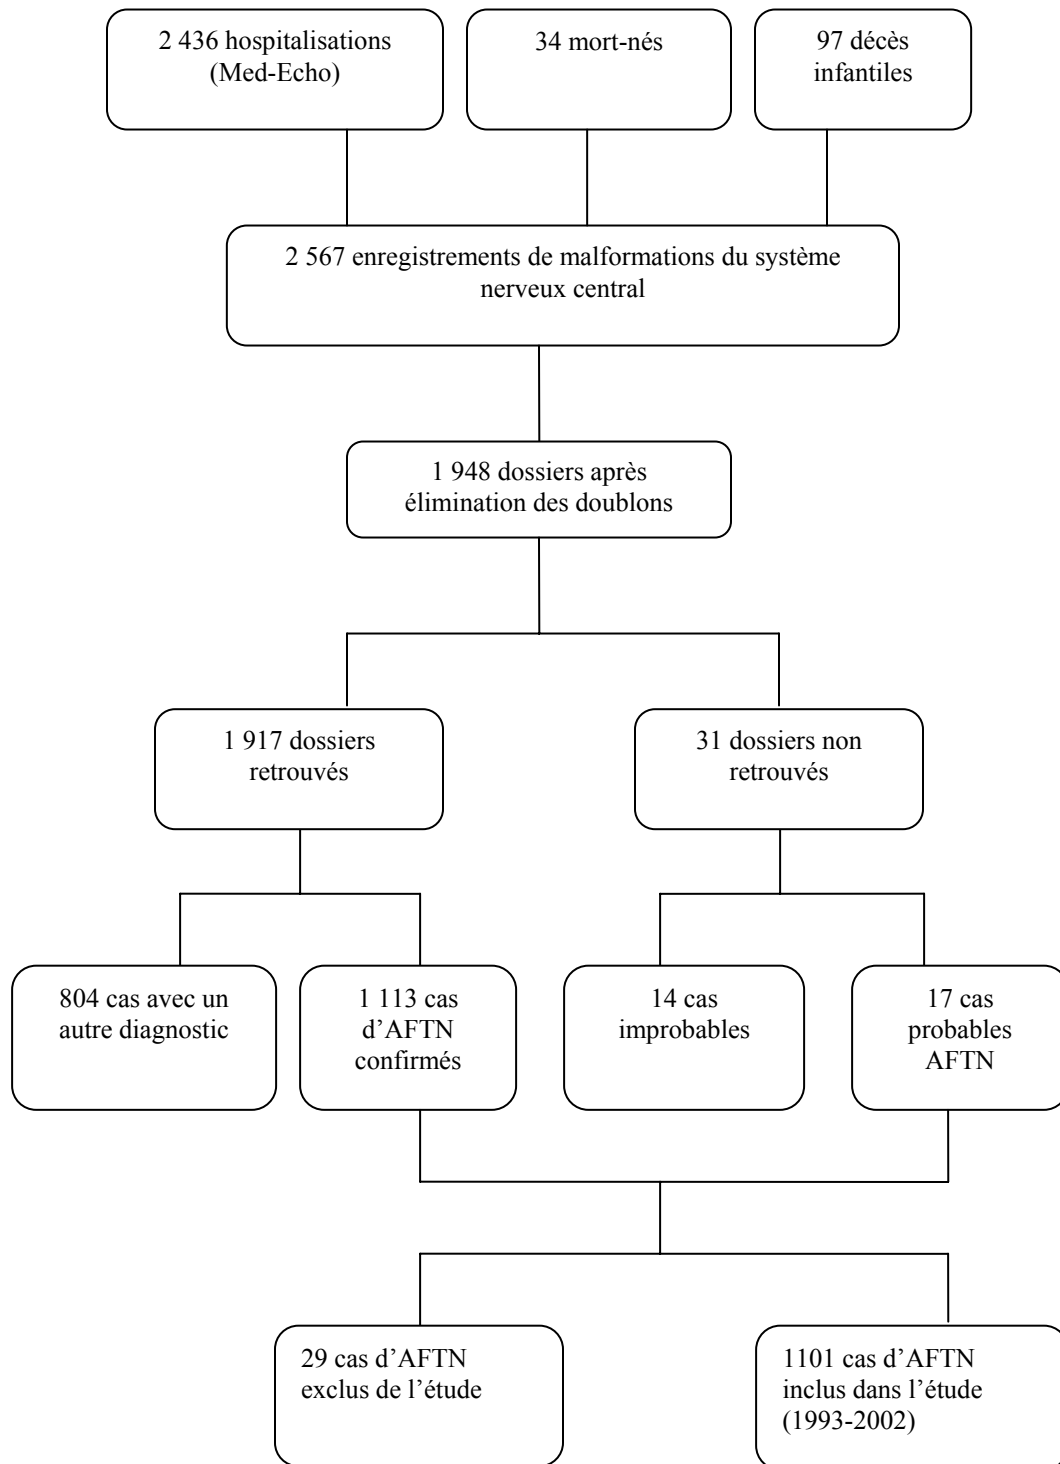 2 436 hospitalisations
(Med-Echo)
34 mort-nés
97 décès
infantiles
2 567 enregistrements de malformations du système
nerveux central
1 948 dossiers après
élimination des doublons
1 917 dossiers
retrouvés
31 dossiers non
retrouvés
804 cas avec un
autre diagnostic
1 113 cas
d’AFTN
confirmés
14 cas
improbables
17 cas
probables
AFTN
29 cas d’AFTN
exclus de l’étude
1101 cas d’AFTN
inclus dans l’étude
(1993-2002)